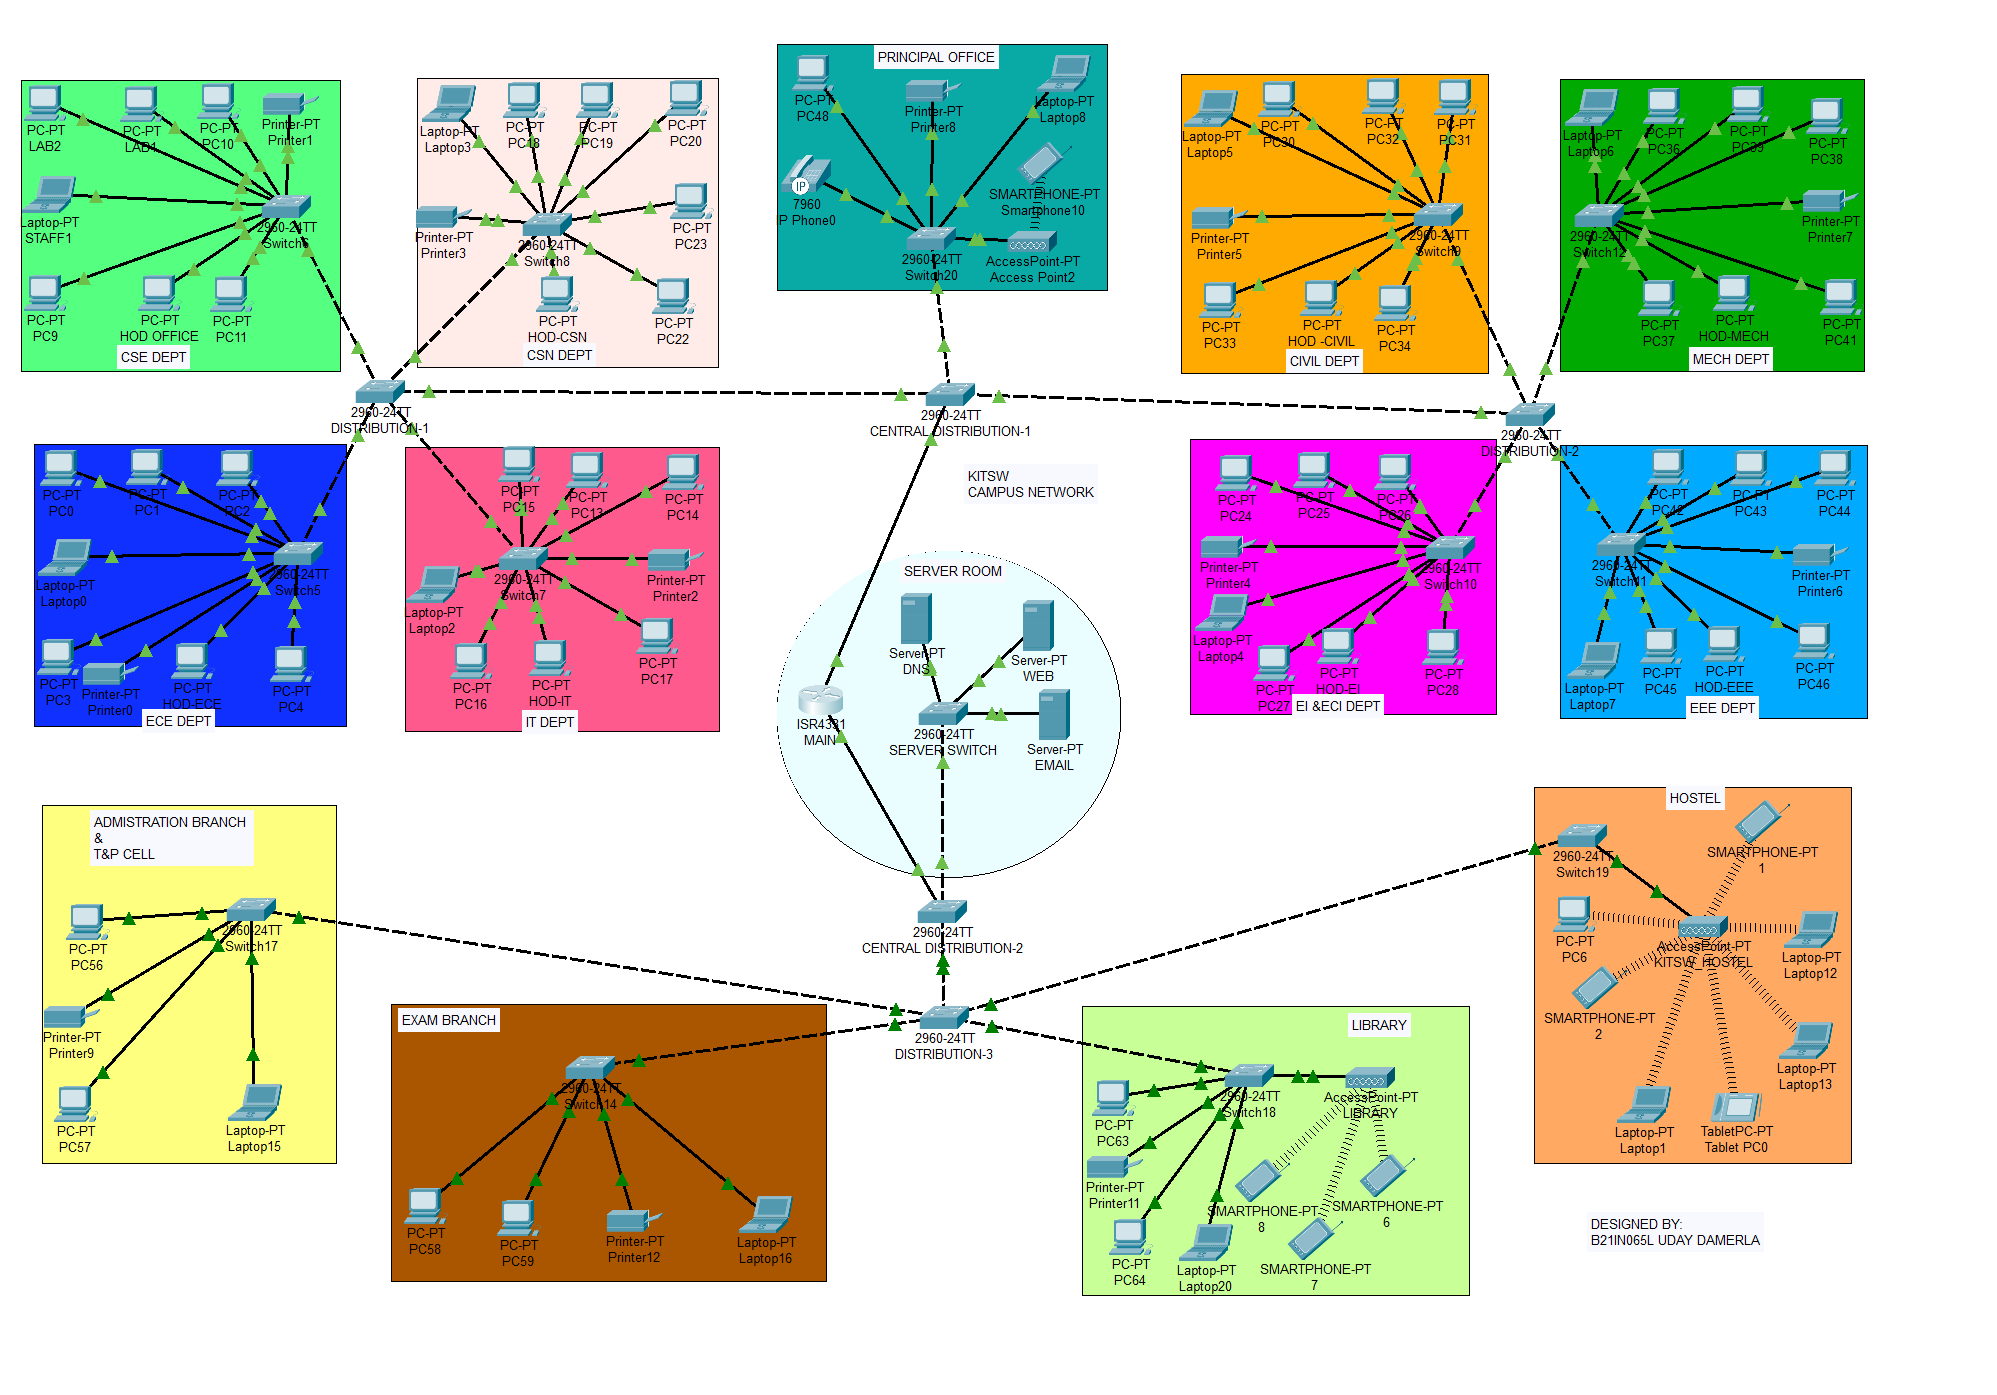 PC-PT
LAB2
PC-PT
LAB1
PC-PT
PC10
Printer-PT
Printer1
Laptop-PT
STAFF1
2960-24TT
Switch6
PC-PT
PC9
PC-PT
HOD OFFICE
PC-PT
PC11
CSE DEPT
Laptop-PT
Laptop3
PC-PT
PC18
PC-PT
PC19
PC-PT
PC20
Printer-PT
Printer3
2960-24TT
Switch8
PC-PT
PC23
PC-PT
HOD-CSN
PC-PT
PC22
CSN DEPT
PRINCIPAL OFFICE
PC-PT
PC48
Printer-PT
Printer8
Laptop-PT
Laptop8
IP
7960
IP Phone0
SMARTPHONE-PT
Smartphone10
2960-24TT
Switch20
AccessPoint-PT
Access Point2
Laptop-PT
Laptop5
PC-PT
PC30
PC-PT
PC32
PC-PT
PC31
Printer-PT
Printer5
2960-24TT
Switch9
PC-PT
PC33
PC-PT
HOD -CIVIL
PC-PT
PC34
CIVIL DEPT
Laptop-PT
Laptop6
PC-PT
PC36
PC-PT
PC39
PC-PT
PC38
2960-24TT
Switch12
Printer-PT
Printer7
PC-PT
PC37
PC-PT
HOD-MECH
PC-PT
PC41
MECH DEPT
2960-24TT
DISTRIBUTION-1
2960-24TT
CENTRAL DISTRIBUTION-1
2960-24TT
DISTRIBUTION-2
KITSW
CAMPUS NETWORK
PC-PT
PC0
PC-PT
PC1
PC-PT
PC2
Laptop-PT
Laptop0
2960-24TT
Switch5
PC-PT
PC3
Printer-PT
Printer0
PC-PT
HOD-ECE
PC-PT
PC4
ECE DEPT
PC-PT
PC15
PC-PT
PC13
PC-PT
PC14
2960-24TT
Switch7
Printer-PT
Printer2
Laptop-PT
Laptop2
PC-PT
PC16
PC-PT
HOD-IT
PC-PT
PC17
IT DEPT
SERVER ROOM
Server-PT
DNS
Server-PT
WEB
ISR4321
MAIN
2960-24TT
SERVER SWITCH
Server-PT
EMAIL
PC-PT
PC24
PC-PT
PC25
PC-PT
PC26
Printer-PT
Printer4
2960-24TT
Switch10
Laptop-PT
Laptop4
PC-PT
PC27
PC-PT
HOD-EI
PC-PT
PC28
EI &ECI DEPT
PC-PT
PC42
PC-PT
PC43
PC-PT
PC44
2960-24TT
Switch11
Printer-PT
Printer6
Laptop-PT
Laptop7
PC-PT
PC45
PC-PT
HOD-EEE
PC-PT
PC46
EEE DEPT
ADMISTRATION BRANCH
&
T&P CELL
PC-PT
PC56
2960-24TT
Switch17
Printer-PT
Printer9
PC-PT
PC57
Laptop-PT
Laptop15
2960-24TT
CENTRAL DISTRIBUTION-2
2960-24TT
DISTRIBUTION-3
EXAM BRANCH
2960-24TT
Switch14
PC-PT
PC58
PC-PT
PC59
Printer-PT
Printer12
Laptop-PT
Laptop16
LIBRARY
2960-24TT
Switch18
AccessPoint-PT
LIBRARY
PC-PT
PC63
Printer-PT
Printer11
PC-PT
PC64
Laptop-PT
Laptop20
SMARTPHONE-PT
8
SMARTPHONE-PT
6
SMARTPHONE-PT
7
HOSTEL
2960-24TT
Switch19
SMARTPHONE-PT
1
PC-PT
PC6
AccessPoint-PT
KITSW_HOSTEL
Laptop-PT
Laptop12
SMARTPHONE-PT
2
Laptop-PT
Laptop13
Laptop-PT
Laptop1
TabletPC-PT
Tablet PC0
DESIGNED BY:
B21IN065L UDAY DAMERLA